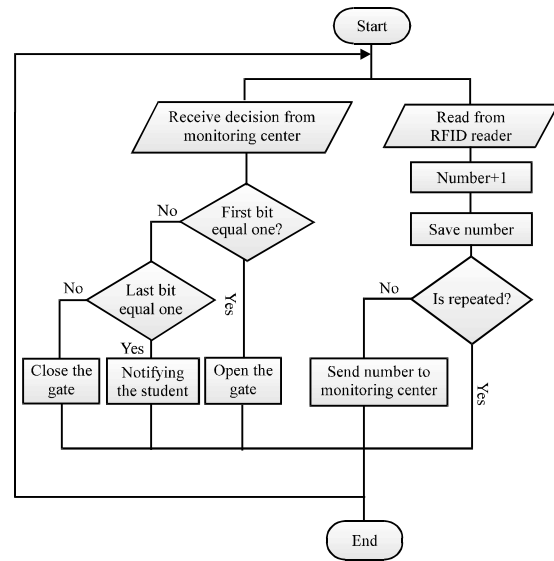 Start
Receive decision from
monitoring center
Read from
RFID reader
Number+1
Save number
First bit
equal one?
No
Yes
Last bit
equal one
No
Yes
Is repeated?
No
Yes
Close the
gate
Notifying
the student
Open the
gate
Send number to
monitoring center
End